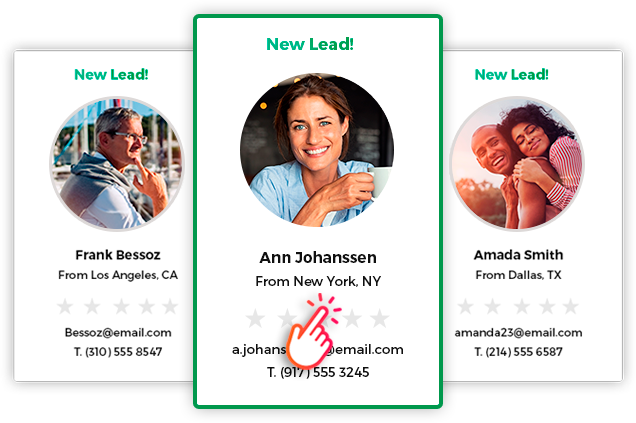 New Lead!
Frank Bessoz
From Los Angeles, CA
Bessoz@email.com
T. (310) 555 8547
New Lead!
Ann Johanssen
From New York, NY
@email.com
T. (917) 555 3245
New Lead!
Amada Smith
From Dallas, TX
amanda23@email.com
T. (214) 555 6587